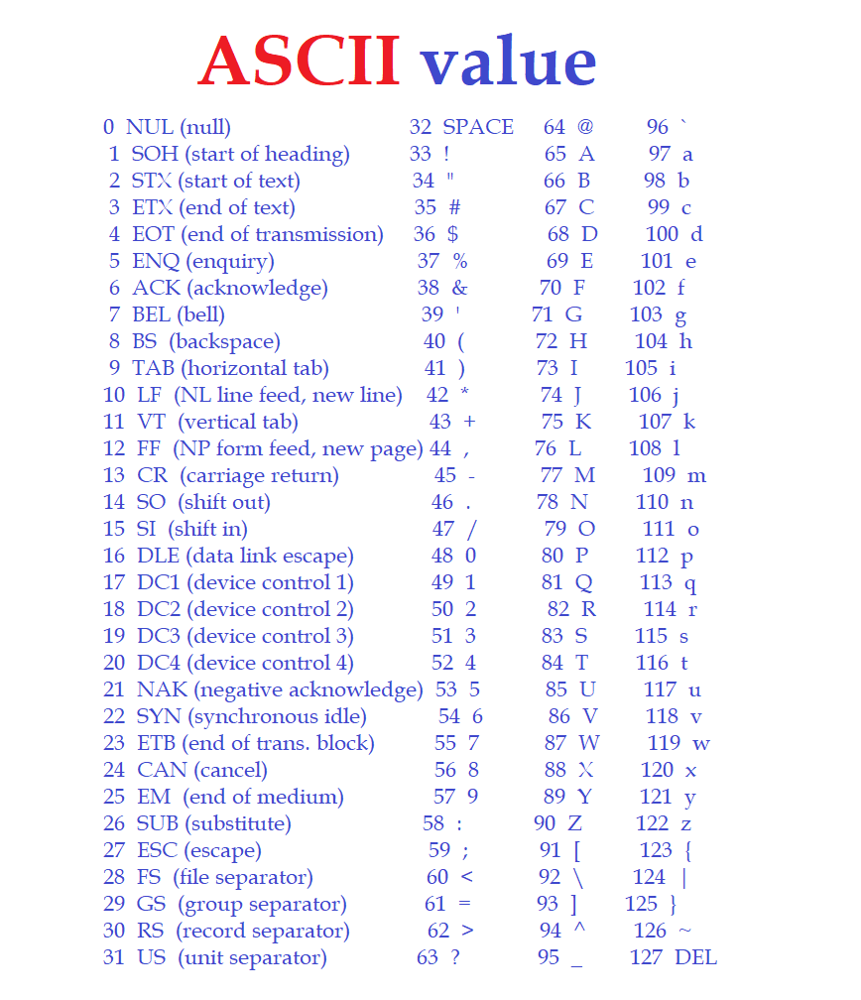 ASCII value
0 NUL (null) 32 SPACE 64 @ 96 `
1 SOH (start of heading) 33 ! 65 A 97 a
2 STX (start of text) 34 " 66 B 98 b
3 ETX (end of text) 35 # 67 C 99 c
4 EOT (end of transmission) 36 $ 68 D 100 d
5 ENQ (enquiry) 37 % 69 E 101 e
6 ACK (acknowledge) 38 & 70 F 102 f
7 BEL (bell) 39 ' 71 G 103 g
8 BS (backspace) 40 ( 72 H 104 h
9 TAB (horizontal tab) 41 ) 73 I 105 i
10 LF (NL line feed, new line) 42 * 74 J 106 j
11 VT (vertical tab) 43 + 75 K 107 k
12 FF (NP form feed, new page) 44 , 76 L 108 l
13 CR (carriage return) 45 - 77 M 109 m
14 SO (shift out) 46 . 78 N 110 n
15 SI (shift in) 47 / 79 O 111 o
16 DLE (data link escape) 48 0 80 P 112 p
17 DC1 (device control 1) 49 1 81 Q 113 q
18 DC2 (device control 2) 50 2 82 R 114 r
19 DC3 (device control 3) 51 3 83 S 115 s
20 DC4 (device control 4) 52 4 84 T 116 t
21 NAK (negative acknowledge) 53 5 85 U 117 u
22 SYN (synchronous idle) 54 6 86 V 118 v
23 ETB (end of trans. block) 55 7 87 W 119 w
24 CAN (cancel) 56 8 88 X 120 x
25 EM (end of medium) 57 9 89 Y 121 y
26 SUB (substitute) 58 : 90 Z 122 z
27 ESC (escape) 59 ; 91 [ 123 {
28 FS (file separator) 60 < 92 \ 124 |
29 GS (group separator) 61 = 93 ] 125 }
30 RS (record separator) 62 > 94 ^ 126 ~
31 US (unit separator) 63 ? 95 _ 127 DEL